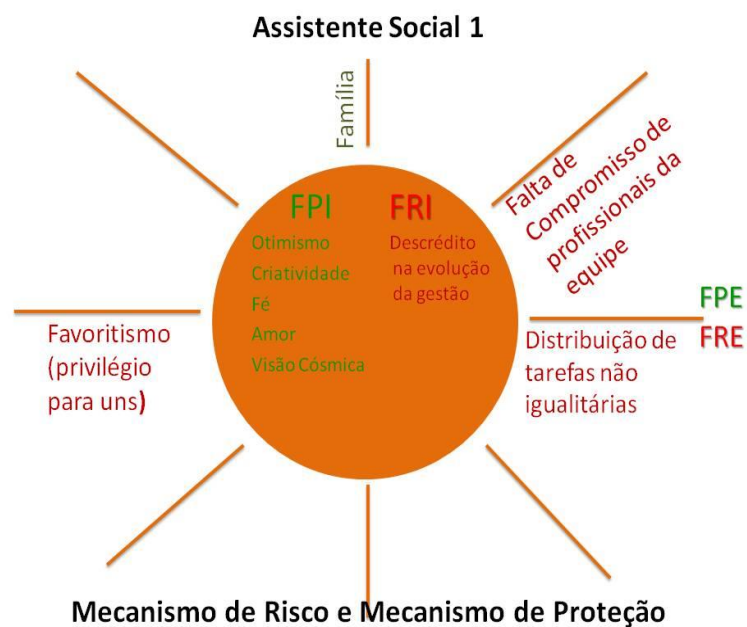 Assistente Social 1
Família
Falta de
Compromisso de
profissionais da
equipe
FPI
Otimismo
Criatividade
Fé
Amor
Visão Cósmica
FRI
Descrédito
na evolução
da gestão
FPE
FRE
Favoritismo
(privilégio
para uns)
Distribuição de
tarefas não
igualitárias
Mecanismo de Risco e Mecanismo de Proteção